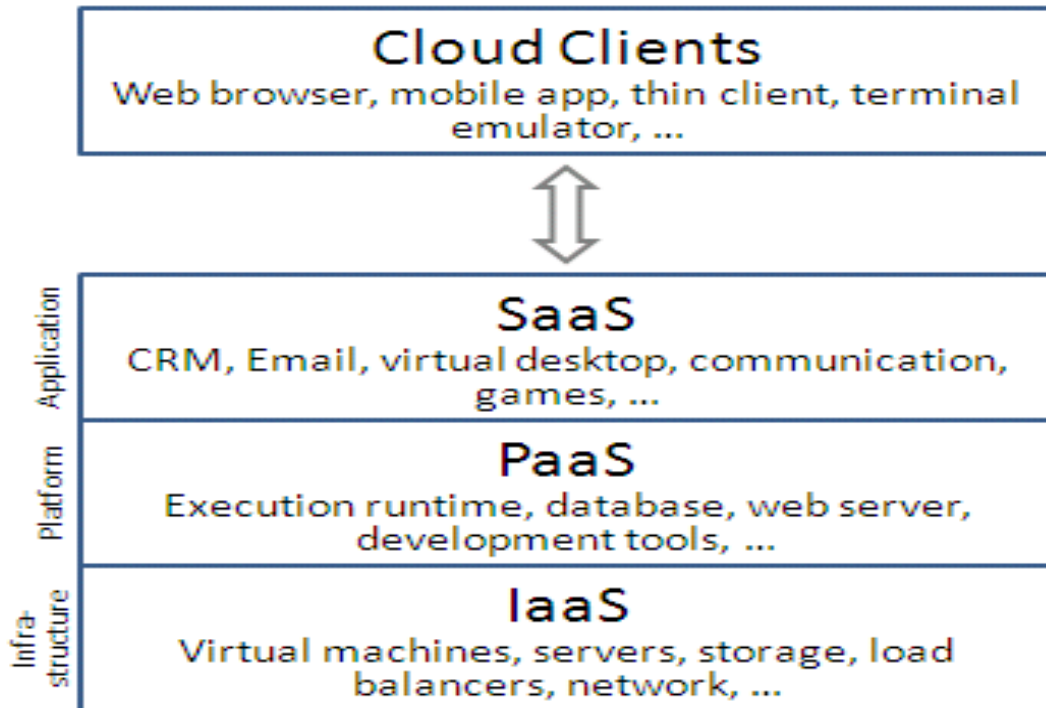 Cloud Clients
Web browser, mobile app, thin client, terminal
emulator, ...
Application
SaaS
CRM, Email, virtual desktop, communication,
games, ...
Platform
PaaS
Execution runtime, database, web server,
development tools, ...
Infra-
structure
IaaS
Virtual machines, servers, storage, load
balancers, network, ...